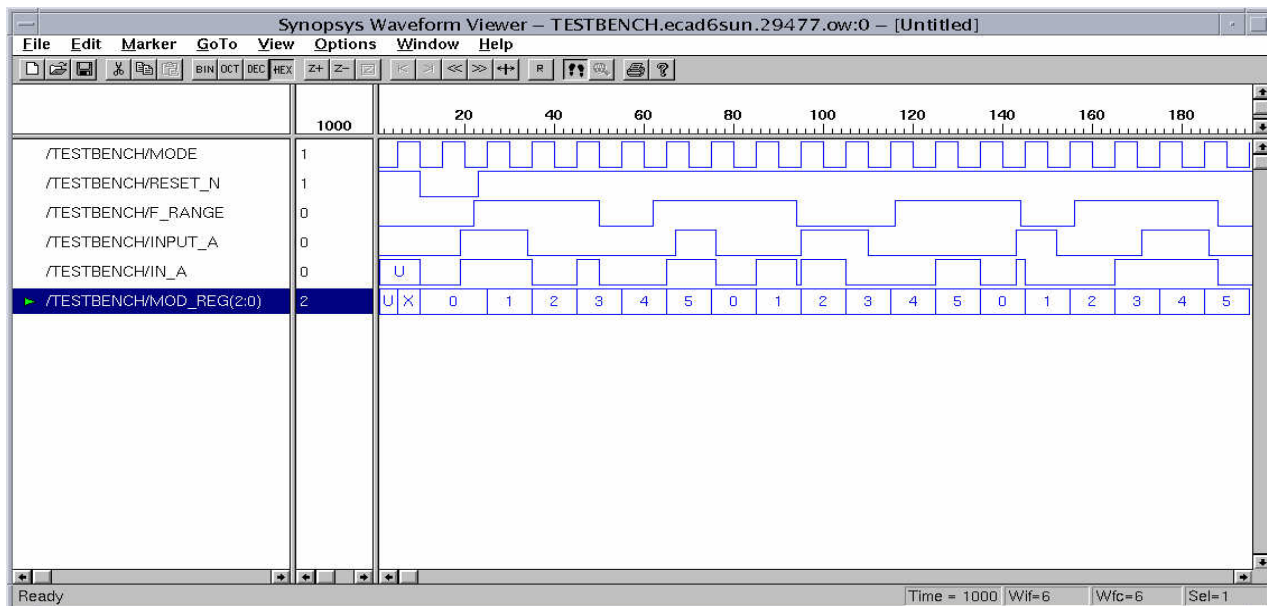 Synopsys Waveform Viewer – TESTBENCH.ecad6sun.29477.ow:0 – [Untitled]
File Edit Marker GoTo View Options Window Help
BIN OCT DEC HEX Z+ Z- R
1000 20 40 60 80 100 120 140 160 180
/TESTBENCH/MODE 1
/TESTBENCH/RESET_N 1
/TESTBENCH/F_RANGE 0
/TESTBENCH/INPUT_A 0
/TESTBENCH/IN_A 0 U
/TESTBENCH/MOD_REG(2:0) 2 U X 0 1 2 3 4 5 0 1 2 3 4 5 0 1 2 3 4 5
Ready Time = 1000 Wif=6 Wfc=6 Sel=1